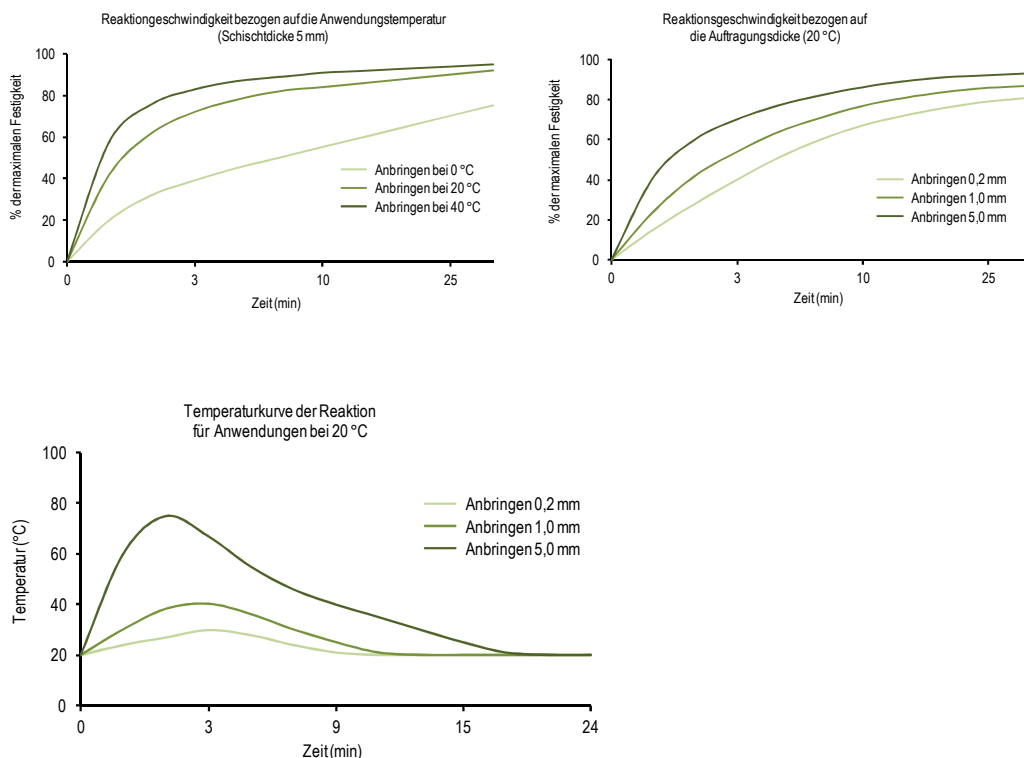 Reaktiongeschwindigkeit bezogen auf die Anwendungstemperatur
(Schischtdicke 5 mm)
% der maximalen Festigkeit
100
80
60
40
20
0
0
3
10
25
Zeit (min)
Anbringen bei 0 °C
Anbringen bei 20 °C
Anbringen bei 40 °C
Reaktionsgeschwindigkeit bezogen auf
die Auftragungsdicke (20 °C)
% der maximalen Festigkeit
100
80
60
40
20
0
0
3
10
25
Zeit (min)
Anbringen 0,2 mm
Anbringen 1,0 mm
Anbringen 5,0 mm
Temperaturkurve der Reaktion
für Anwendungen bei 20 °C
Temperatur (°C)
100
80
60
40
20
0
0
3
9
15
24
Zeit (min)
Anbringen 0,2 mm
Anbringen 1,0 mm
Anbringen 5,0 mm